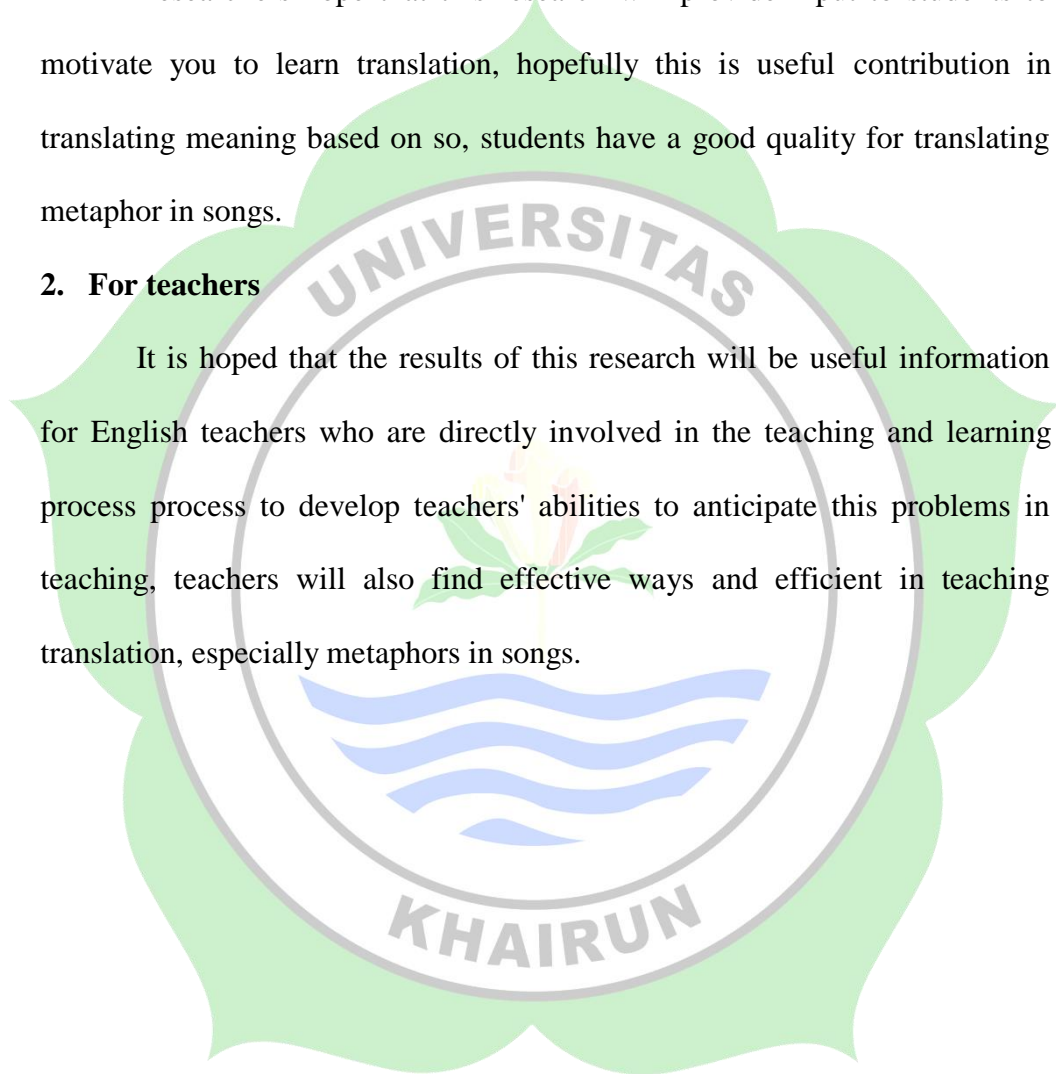 motivate you to learn translation, hopefully this is useful contribution in
translating meaning based on so, students have a good quality for translating
metaphor in songs.
2. For teachers
It is hoped that the results of this research will be useful information
for English teachers who are directly involved in the teaching and learning
process process to develop teachers' abilities to anticipate this problems in
teaching, teachers will also find effective ways and efficient in teaching
translation, especially metaphors in songs.
UNIVERSITAS
KHAIRUN